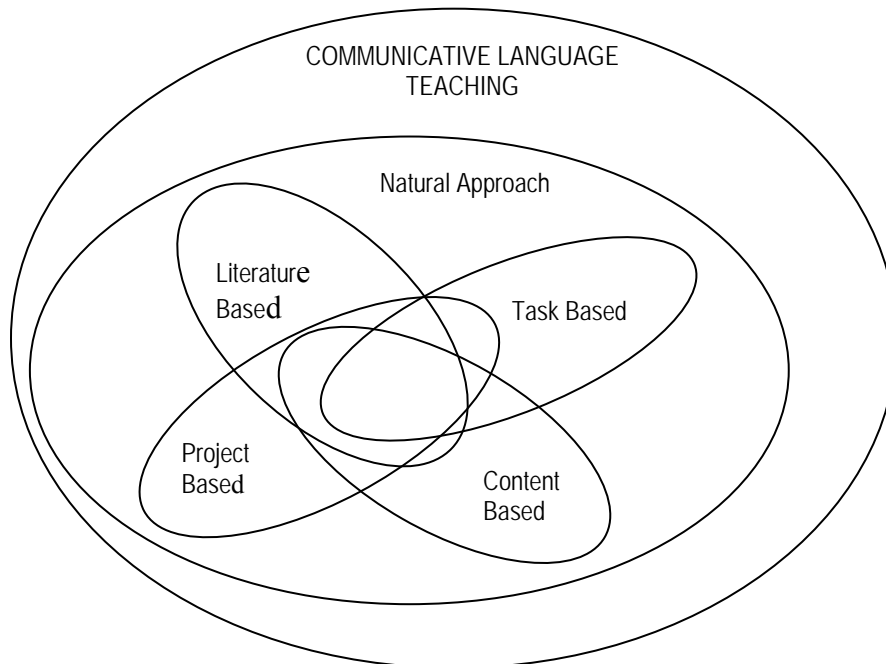 COMMUNICATIVE LANGUAGE
TEACHING
Natural Approach
Literature
Based
Task Based
Project
Based
Content
Based